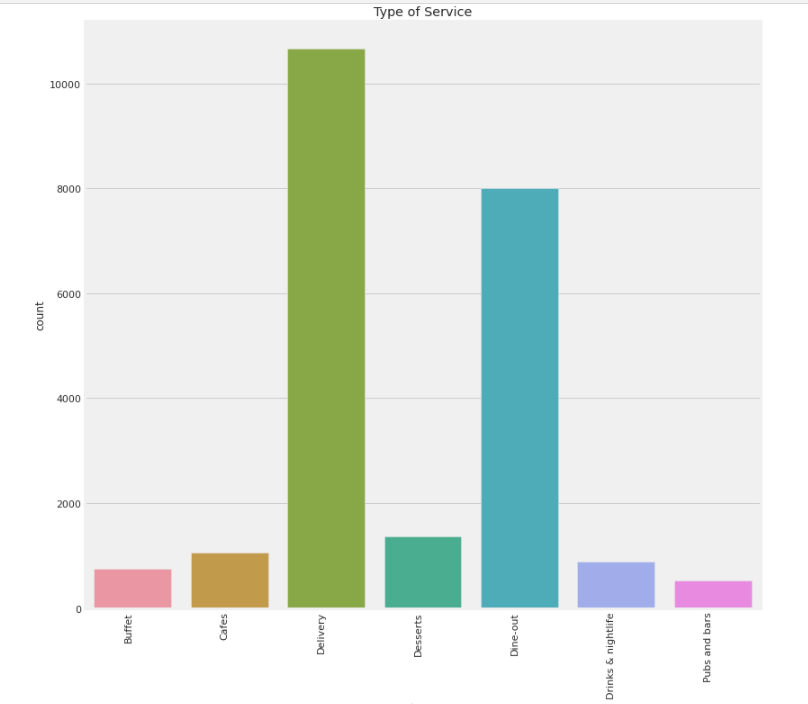 Type of Service
10000
8000
6000
4000
2000
0
count
Buffet
Cafes
Delivery
Desserts
Dine-out
Drinks & nightlife
Pubs and bars